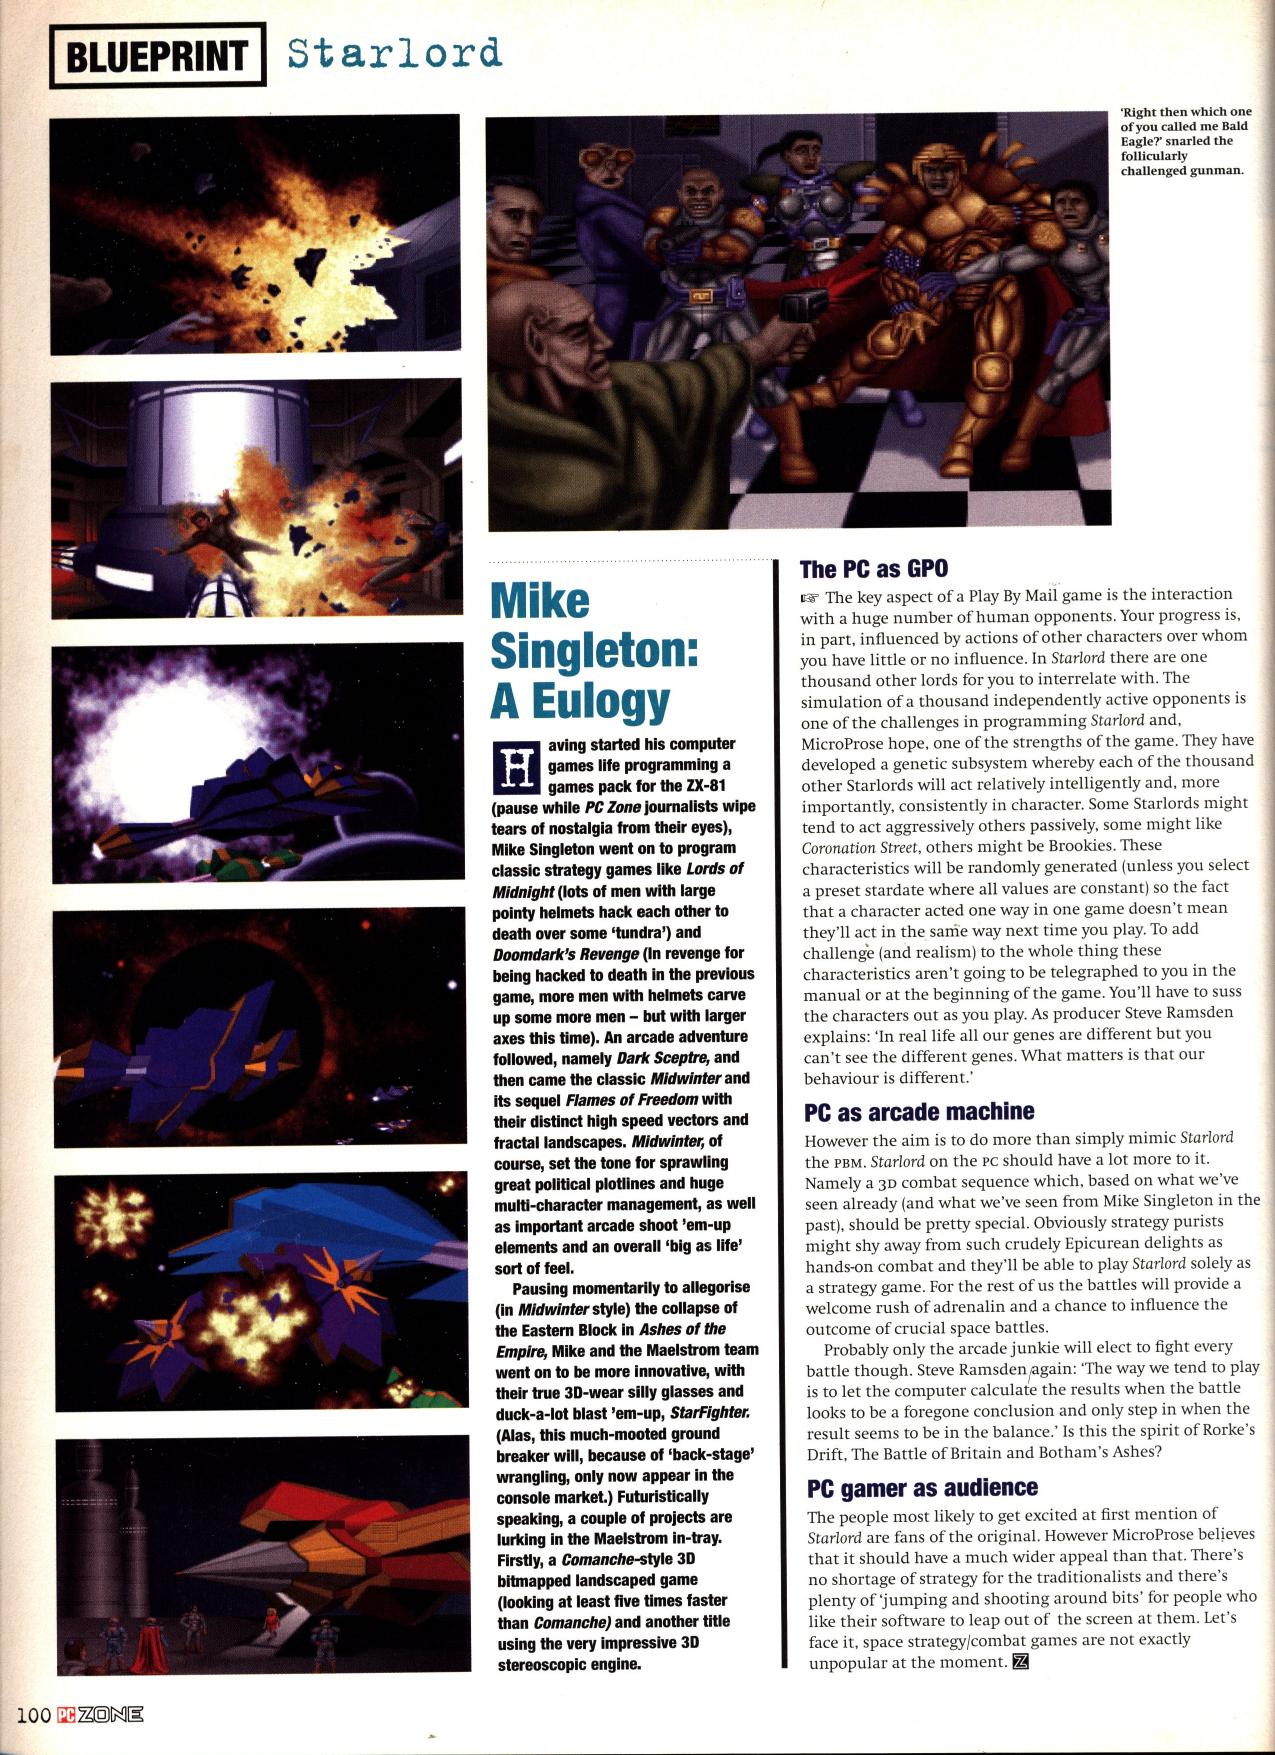 BLUEPRINT Starlord
'Right then which one
of you called me Bald
Eagle?' snarled the
follicularly
challenged gunman.
Mike
Singleton:
A Eulogy
Having started his computer
games life programming a
games pack for the ZX-81
(pause while PC Zone journalists wipe
tears of nostalgia from their eyes),
Mike Singleton went on to program
classic strategy games like Lords of
Midnight (lots of men with large
pointy helmets hack each other to
death over some 'tundra') and
Doomdark's Revenge (In revenge for
being hacked to death in the previous
game, more men with helmets carve
up some more men – but with larger
axes this time). An arcade adventure
followed, namely Dark Sceptre, and
then came the classic Midwinter and
its sequel Flames of Freedom with
their distinct high speed vectors and
fractal landscapes. Midwinter, of
course, set the tone for sprawling
great political plotlines and huge
multi-character management, as well
as important arcade shoot 'em-up
elements and an overall 'big as life'
sort of feel.
Pausing momentarily to allegorise
(in Midwinter style) the collapse of
the Eastern Block in Ashes of the
Empire, Mike and the Maelstrom team
went on to be more innovative, with
their true 3D-wear silly glasses and
duck-a-lot blast 'em-up, StarFighter.
(Alas, this much-mooted ground
breaker will, because of 'back-stage'
wrangling, only now appear in the
console market.) Futuristically
speaking, a couple of projects are
lurking in the Maelstrom in-tray.
Firstly, a Comanche-style 3D
bitmapped landscaped game
(looking at least five times faster
than Comanche) and another title
using the very impressive 3D
stereoscopic engine.
The PC as GPO
☞ The key aspect of a Play By Mail game is the interaction
with a huge number of human opponents. Your progress is,
in part, influenced by actions of other characters over whom
you have little or no influence. In Starlord there are one
thousand other lords for you to interrelate with. The
simulation of a thousand independently active opponents is
one of the challenges in programming Starlord and,
MicroProse hope, one of the strengths of the game. They have
developed a genetic subsystem whereby each of the thousand
other Starlords will act relatively intelligently and, more
importantly, consistently in character. Some Starlords might
tend to act aggressively others passively, some might like
Coronation Street, others might be Brookies. These
characteristics will be randomly generated (unless you select
a preset stardate where all values are constant) so the fact
that a character acted one way in one game doesn't mean
they'll act in the same way next time you play. To add
challenge (and realism) to the whole thing these
characteristics aren't going to be telegraphed to you in the
manual or at the beginning of the game. You'll have to suss
the characters out as you play. As producer Steve Ramsden
explains: 'In real life all our genes are different but you
can't see the different genes. What matters is that our
behaviour is different.'
PC as arcade machine
However the aim is to do more than simply mimic Starlord
the PBM. Starlord on the PC should have a lot more to it.
Namely a 3D combat sequence which, based on what we've
seen already (and what we've seen from Mike Singleton in the
past), should be pretty special. Obviously strategy purists
might shy away from such crudely Epicurean delights as
hands-on combat and they'll be able to play Starlord solely as
a strategy game. For the rest of us the battles will provide a
welcome rush of adrenalin and a chance to influence the
outcome of crucial space battles.
Probably only the arcade junkie will elect to fight every
battle though. Steve Ramsden again: 'The way we tend to play
is to let the computer calculate the results when the battle
looks to be a foregone conclusion and only step in when the
result seems to be in the balance.' Is this the spirit of Rorke's
Drift, The Battle of Britain and Botham's Ashes?
PC gamer as audience
The people most likely to get excited at first mention of
Starlord are fans of the original. However MicroProse believes
that it should have a much wider appeal than that. There's
no shortage of strategy for the traditionalists and there's
plenty of 'jumping and shooting around bits' for people who
like their software to leap out of the screen at them. Let's
face it, space strategy/combat games are not exactly
unpopular at the moment. Z
100 PC ZONE